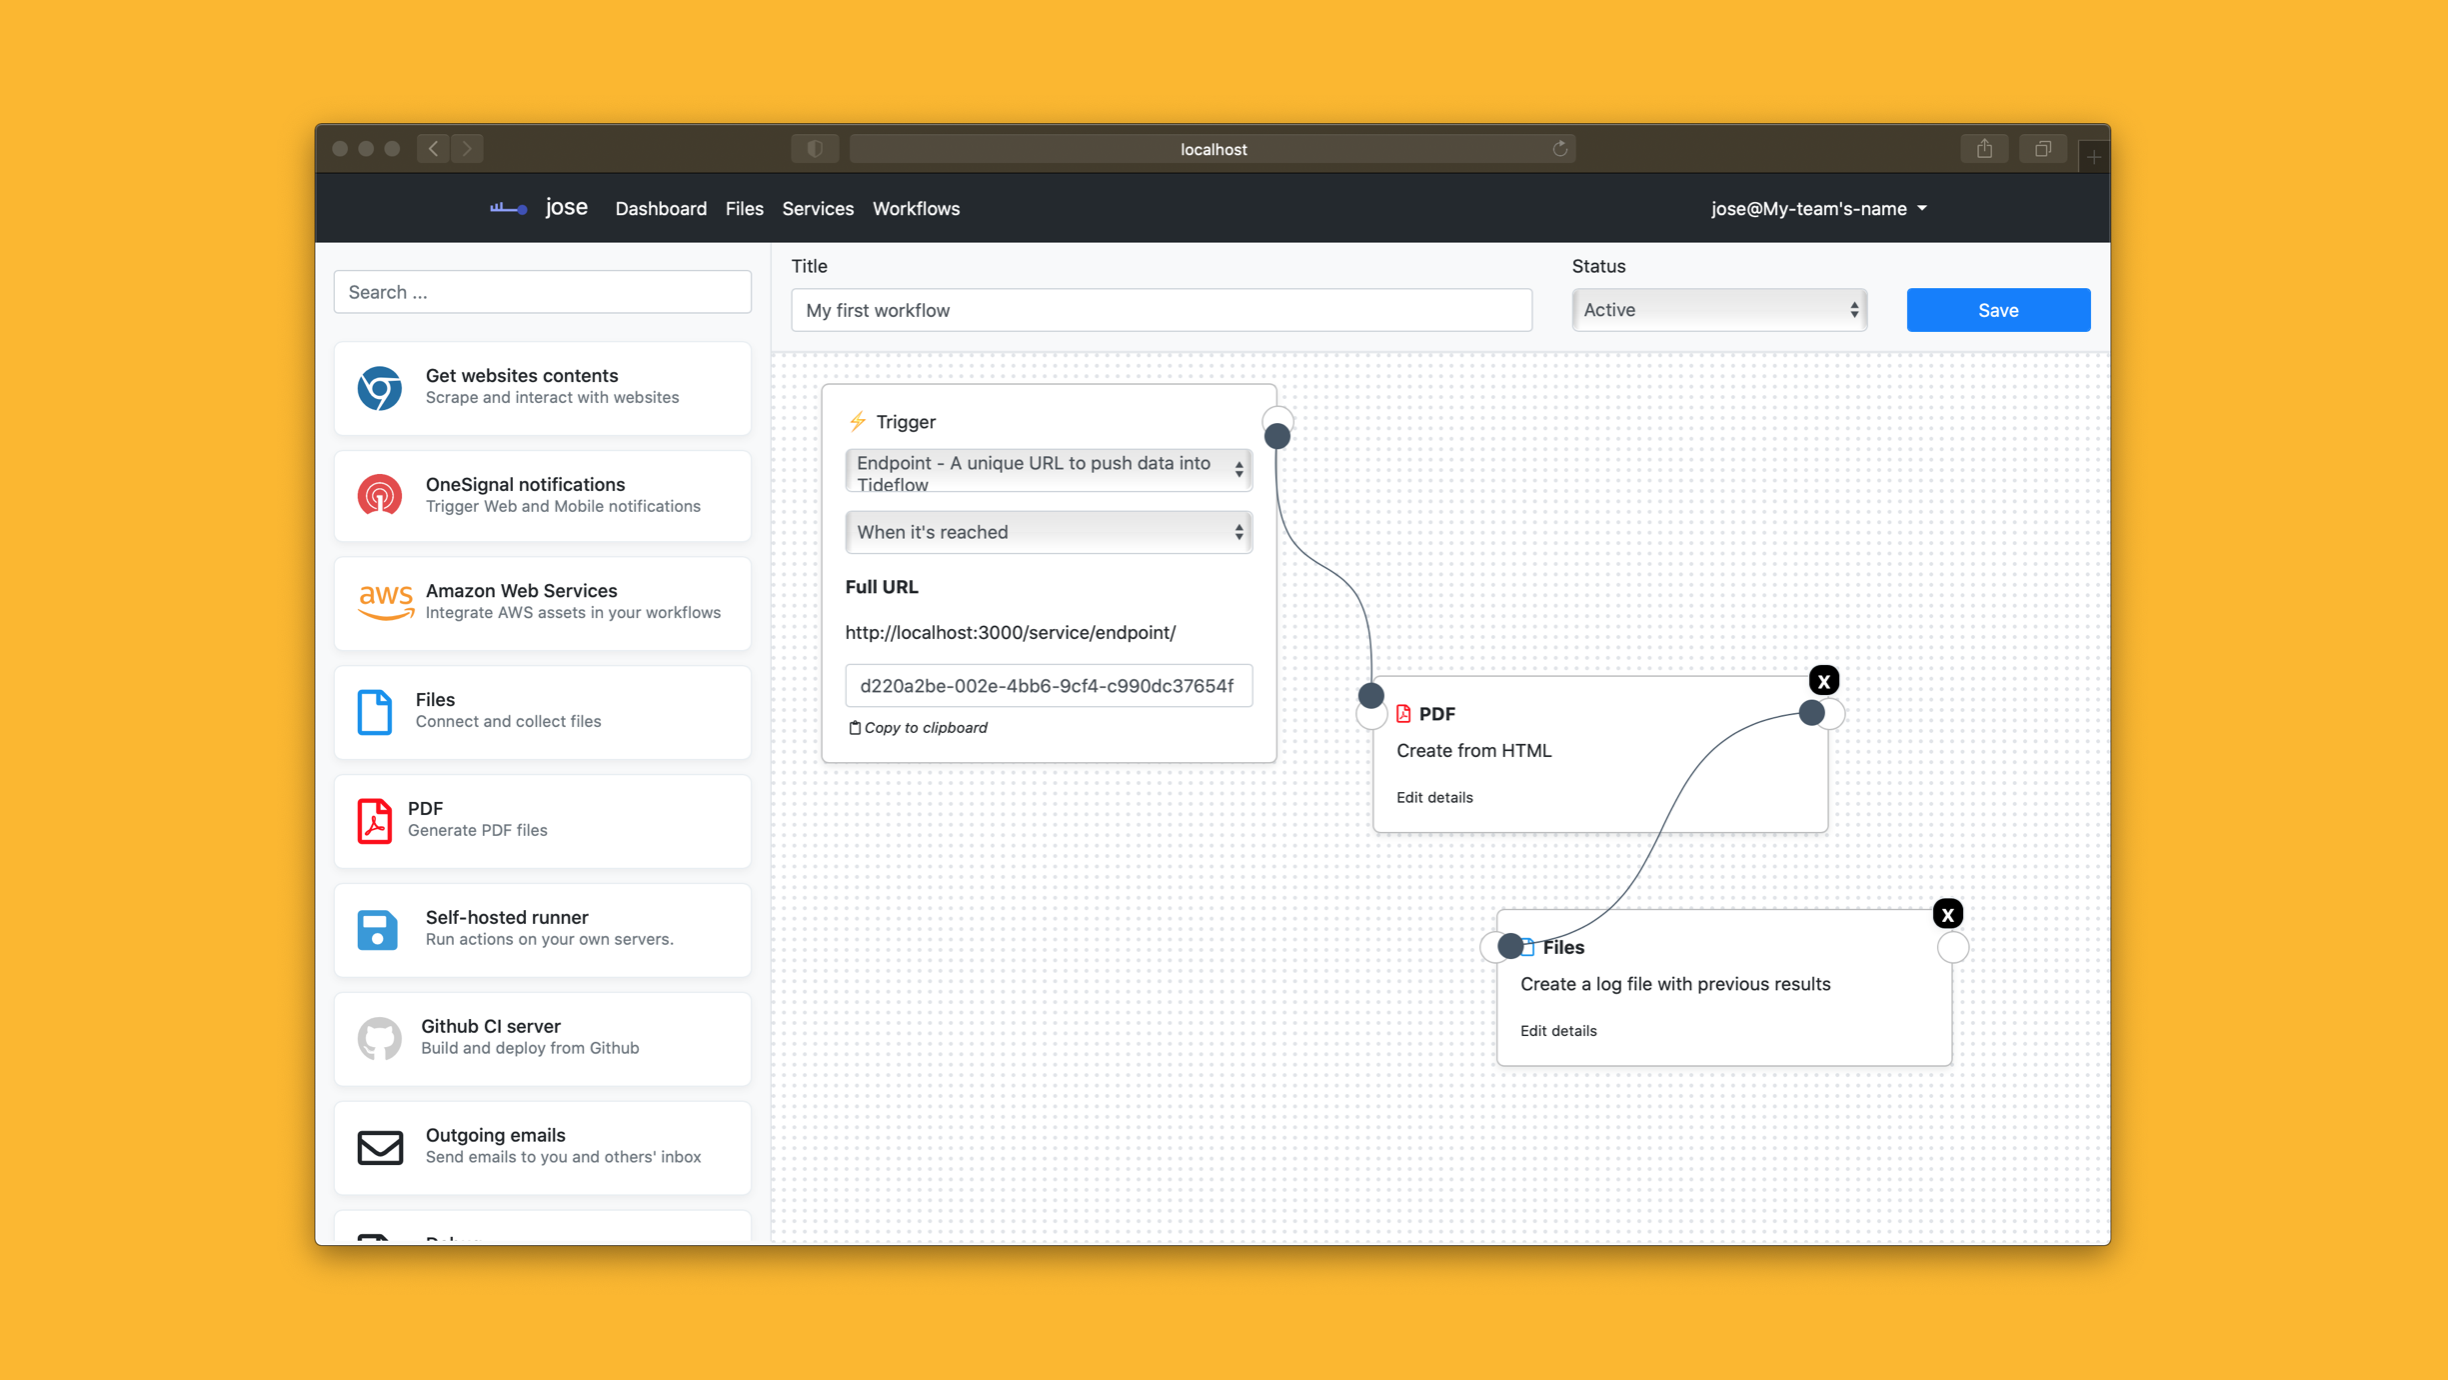 localhost
jose Dashboard Files Services Workflows
jose@My-team's-name
Search ...
Get websites contents
Scrape and interact with websites
OneSignal notifications
Trigger Web and Mobile notifications
aws
Amazon Web Services
Integrate AWS assets in your workflows
Files
Connect and collect files
PDF
Generate PDF files
Self-hosted runner
Run actions on your own servers.
Github CI server
Build and deploy from Github
Outgoing emails
Send emails to you and others' inbox
Title
My first workflow
Status
Active
Save
Trigger
Endpoint - A unique URL to push data into
Tideflow
When it's reached
Full URL
http://localhost:3000/service/endpoint/
d220a2be-002e-4bb6-9cf4-c990dc37654f
Copy to clipboard
X
PDF
Create from HTML
Edit details
X
Files
Create a log file with previous results
Edit details